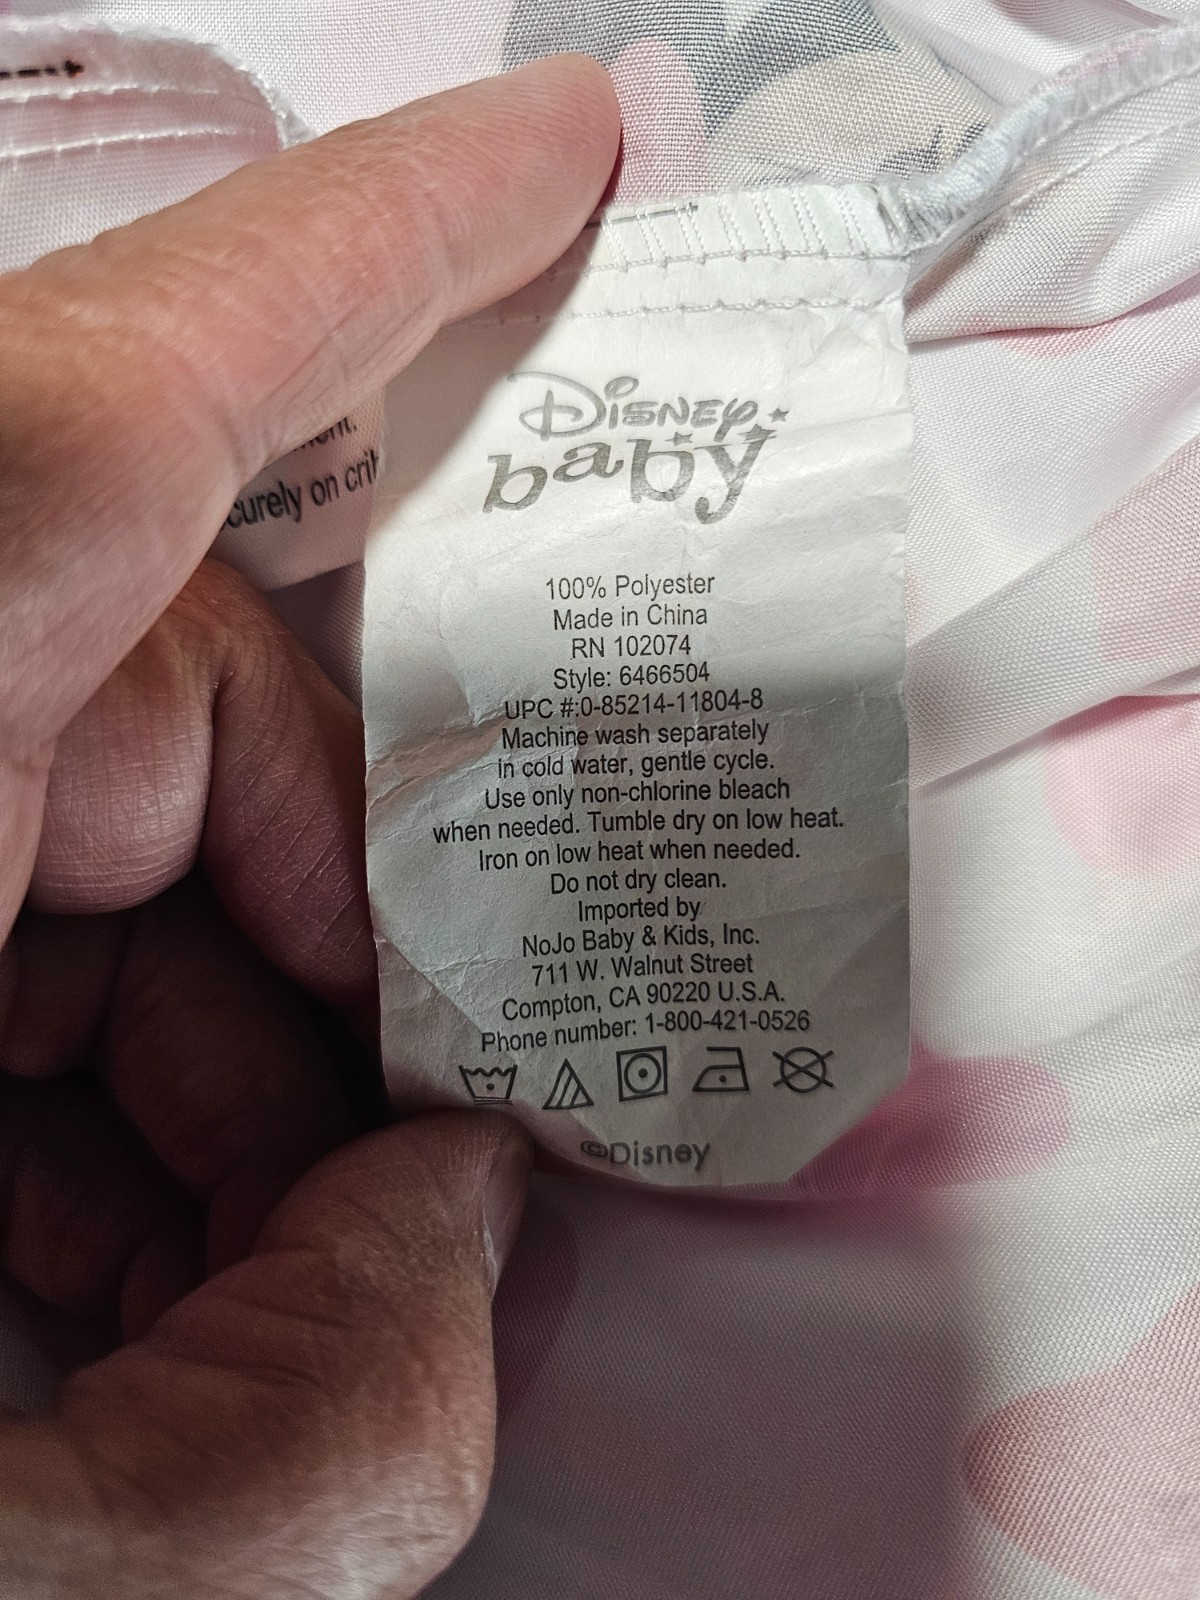 Disney
baby
100% Polyester
Made in China
RN 102074
Style: 6466504
UPC #:0-85214-11804-8
Machine wash separately
in cold water, gentle cycle.
Use only non-chlorine bleach
when needed. Tumble dry on low heat.
Iron on low heat when needed.
Do not dry clean.
Imported by
NoJo Baby & Kids, Inc.
711 W. Walnut Street
Compton, CA 90220 U.S.A.
Phone number: 1-800-421-0526
©Disney
on